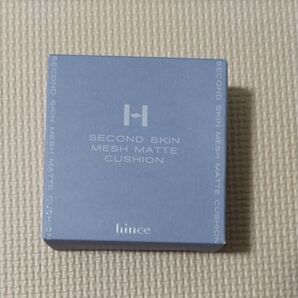 H
SECOND SKIN
MESH MATTE
CUSHION
hince
SECOND SKIN MESH MATTE CUSHION
SECOND SKIN MESH MATTE CUSHION